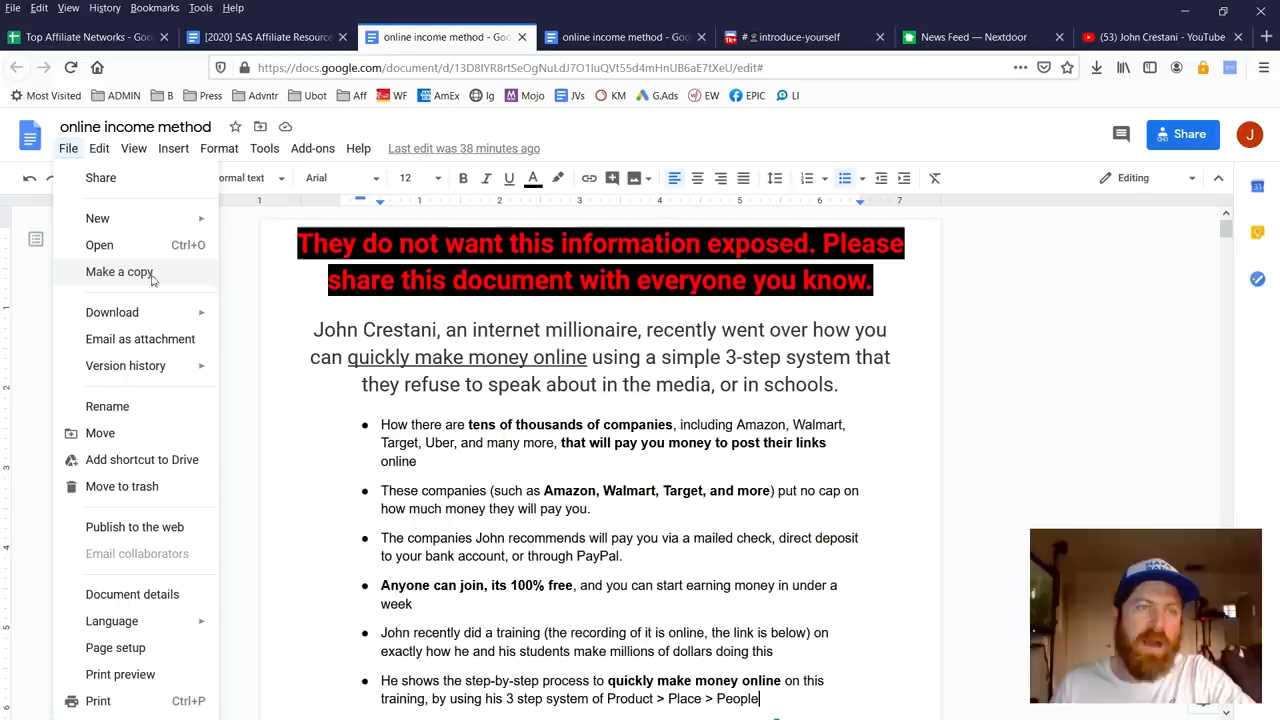 File Edit View History Bookmarks Tools Help
Top Affiliate Networks - Goo
[2020] SAS Affiliate Resource
online income method - Goo
online income method - Goo
#introduce-yourself
News Feed — Nextdoor
(53) John Crestani - YouTube
https://docs.google.com/document/d/13D8IYR8rtSeOgNuLdJ7O1IuQVt55d4mHnUB6aE7tXeU/edit#
Most Visited ADMIN B Press Advntr Ubot Aff WF AmEx Ig Mojo JVs KM G.Ads EW EPIC LI
online income method
File Edit View Insert Format Tools Add-ons Help Last edit was 38 minutes ago
Share
J
Share
ormal text Arial 12 Editing
1 1 2 3 4 5 6 7
New
Open Ctrl+O
Make a copy
Download
Email as attachment
Version history
Rename
Move
Add shortcut to Drive
Move to trash
Publish to the web
Email collaborators
Document details
Language
Page setup
Print preview
Print Ctrl+P
They do not want this information exposed. Please
share this document with everyone you know.
John Crestani, an internet millionaire, recently went over how you
can quickly make money online using a simple 3-step system that
they refuse to speak about in the media, or in schools.
● How there are tens of thousands of companies, including Amazon, Walmart,
Target, Uber, and many more, that will pay you money to post their links
online
● These companies (such as Amazon, Walmart, Target, and more) put no cap on
how much money they will pay you.
● The companies John recommends will pay you via a mailed check, direct deposit
to your bank account, or through PayPal.
● Anyone can join, its 100% free, and you can start earning money in under a
week
● John recently did a training (the recording of it is online, the link is below) on
exactly how he and his students make millions of dollars doing this
● He shows the step-by-step process to quickly make money online on this
training, by using his 3 step system of Product > Place > People